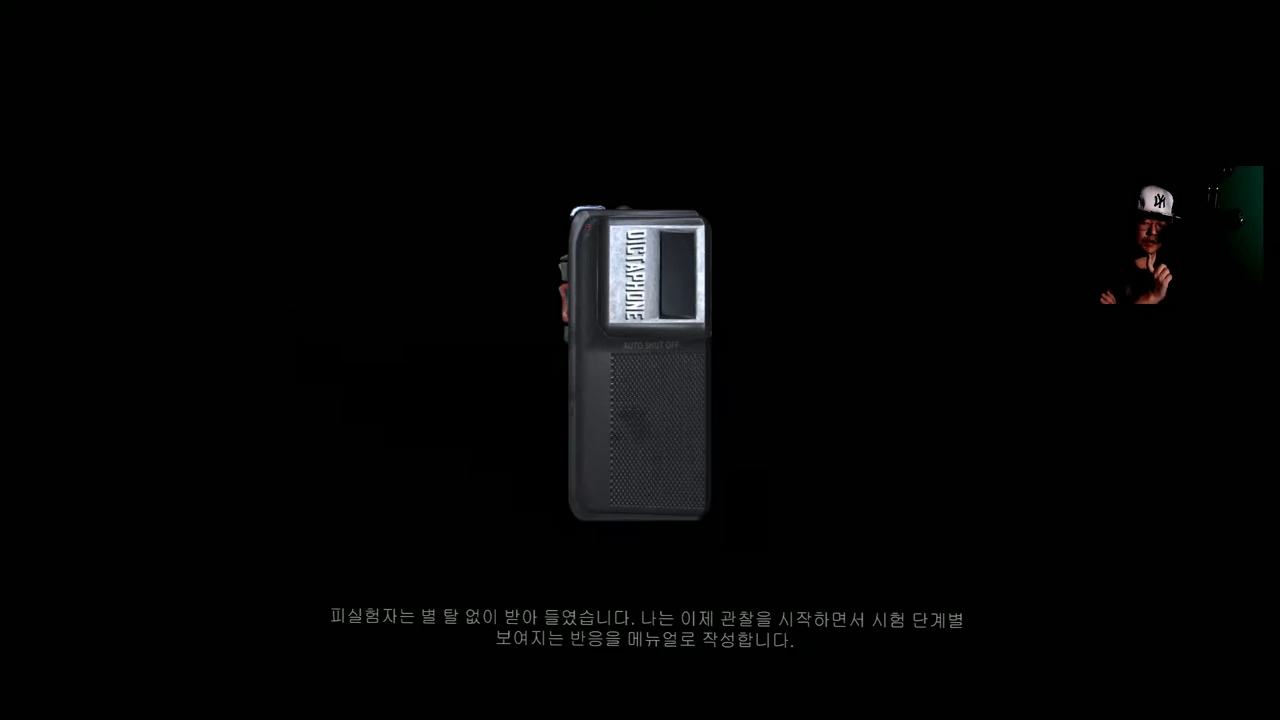 DICTAPHONE
AUTO SHUT OFF
피실험자는 별 탈 없이 받아 들였습니다. 나는 이제 관찰을 시작하면서 시험 단계별
보여지는 반응을 메뉴얼로 작성합니다.